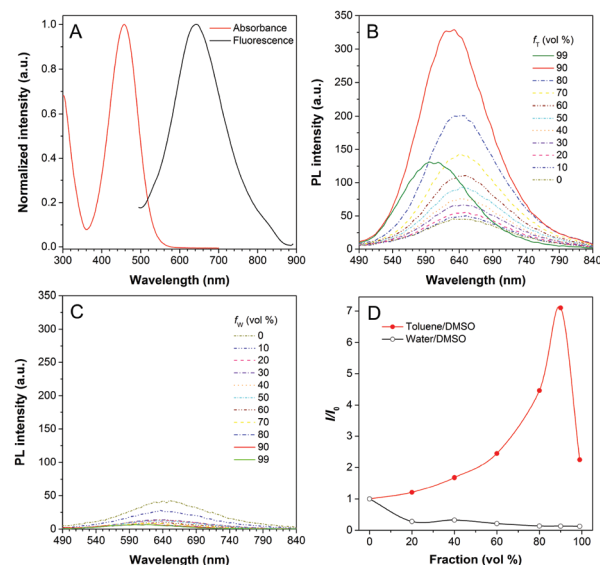 A
Absorbance
Fluorescence
Normalized intensity (a.u.)
1.0
0.8
0.6
0.4
0.2
0.0
300 400 500 600 700 800 900
Wavelength (nm)
B
PL intensity (a.u.)
350
325
300
250
200
150
100
50
0
fT (vol %)
99
90
80
70
60
50
40
30
20
10
0
490 540 590 640 690 740 790 840
Wavelength (nm)
C
PL intensity (a.u.)
350
300
250
200
150
100
50
0
fW (vol %)
0
10
20
30
40
50
60
70
80
90
99
490 540 590 640 690 740 790 840
Wavelength (nm)
D
Toluene/DMSO
Water/DMSO
I/I0
7
6
5
4
3
2
1
0
0 20 40 60 80 100
Fraction (vol %)